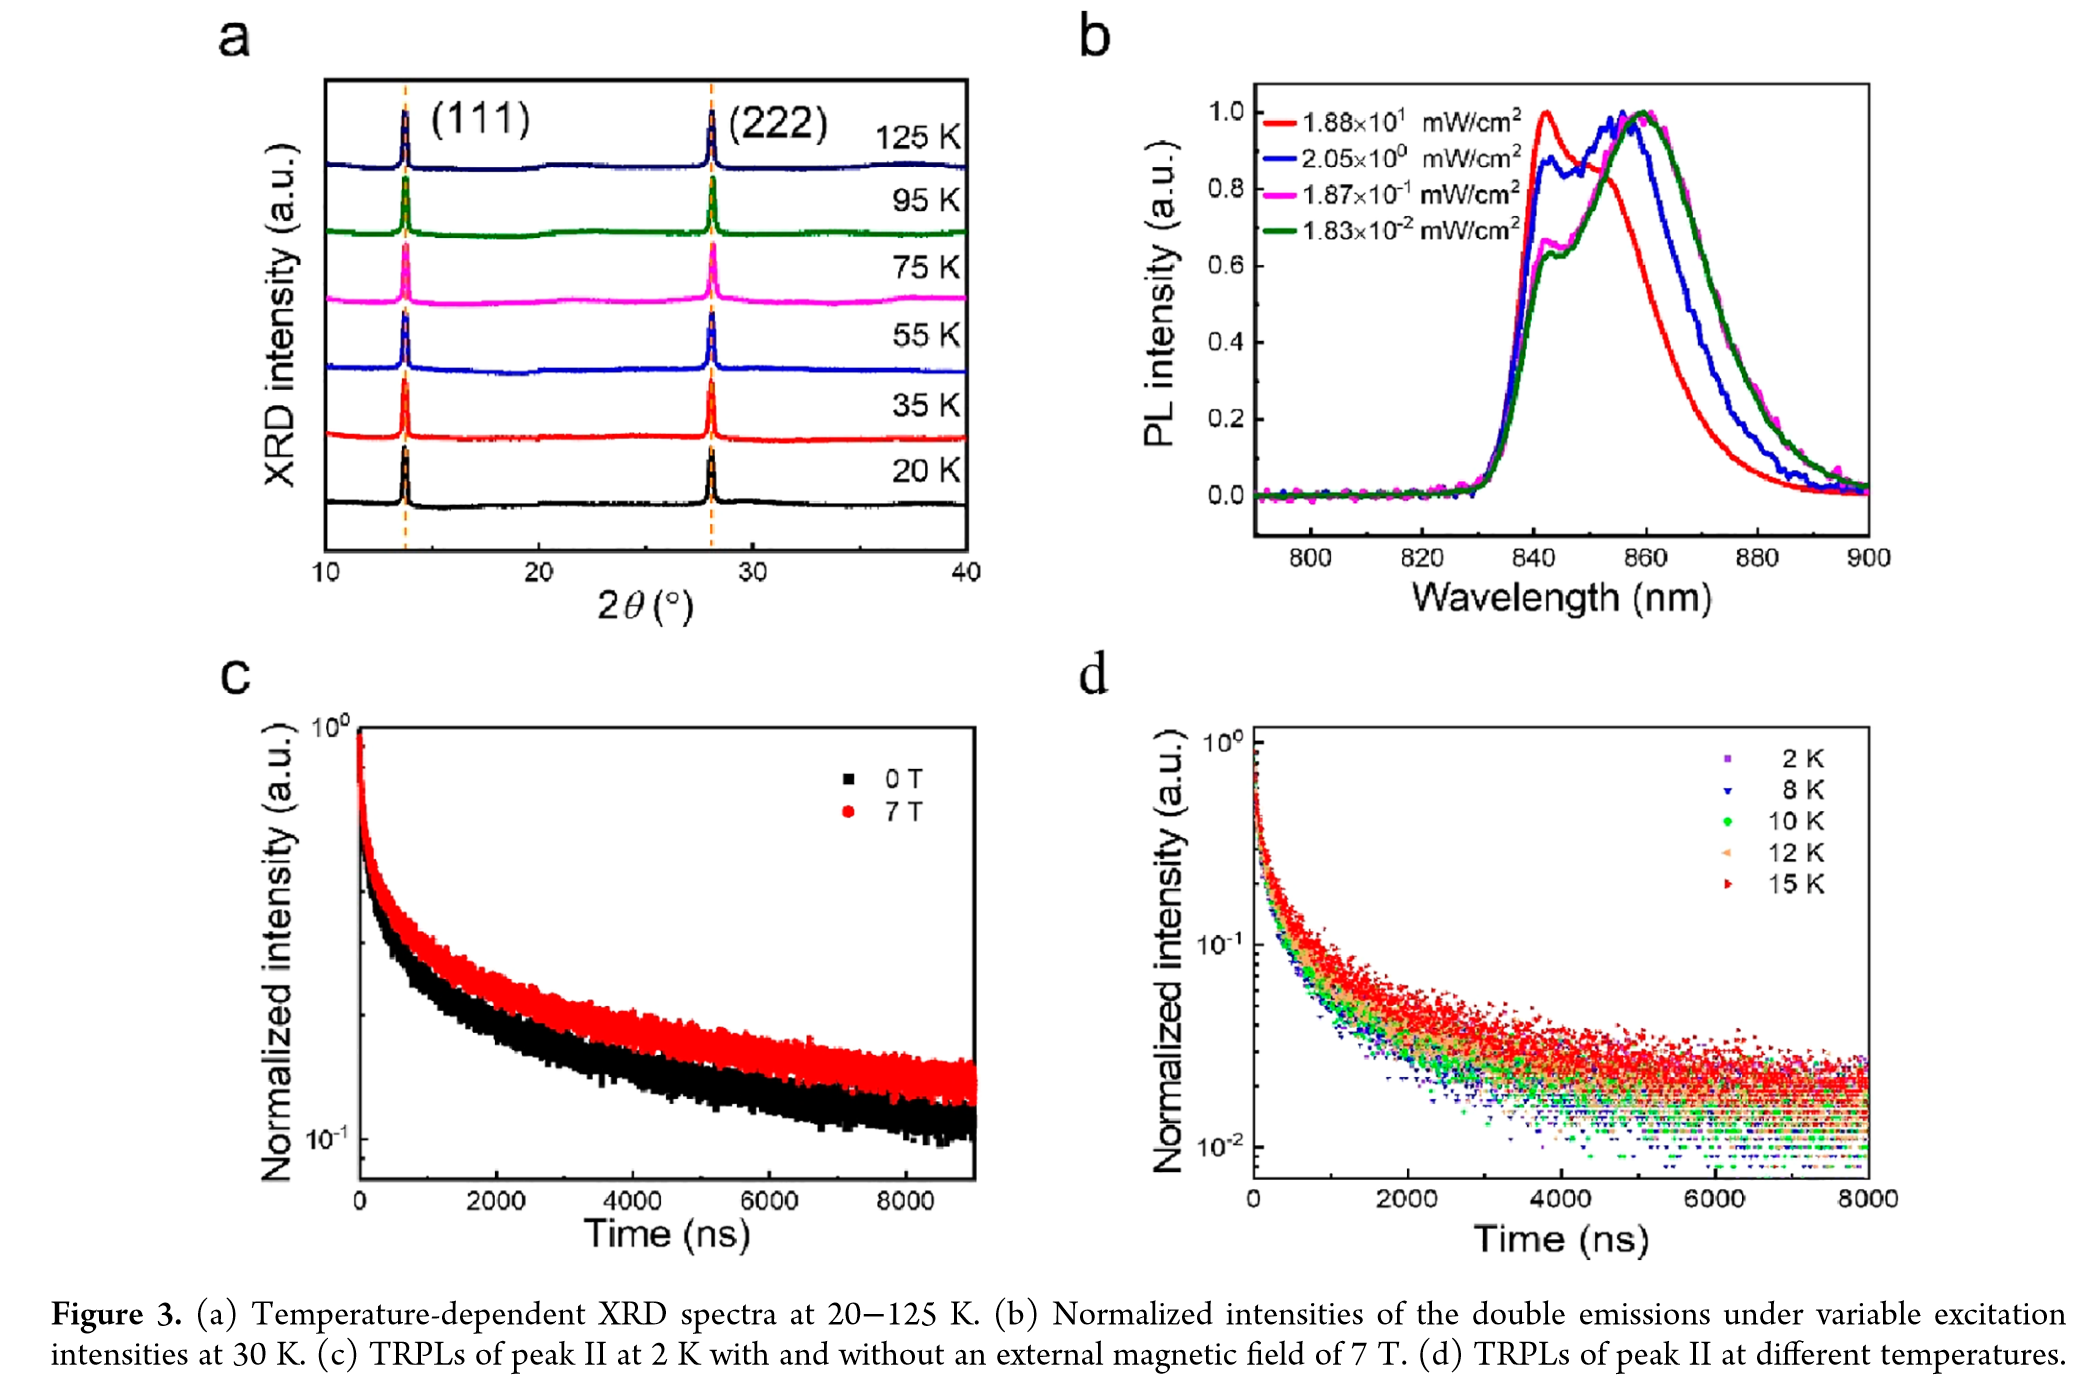 a
XRD intensity (a.u.)
(111)
(222)
125 K
95 K
75 K
55 K
35 K
20 K
10 20 30 40
2θ (°)
b
PL intensity (a.u.)
1.0
0.8
0.6
0.4
0.2
0.0
1.88×10¹ mW/cm²
2.05×10⁰ mW/cm²
1.87×10⁻¹ mW/cm²
1.83×10⁻² mW/cm²
800 820 840 860 880 900
Wavelength (nm)
c
Normalized intensity (a.u.)
10⁰
10⁻¹
0 T
7 T
0 2000 4000 6000 8000
Time (ns)
d
Normalized intensity (a.u.)
10⁰
10⁻¹
10⁻²
2 K
8 K
10 K
12 K
15 K
0 2000 4000 6000 8000
Time (ns)
Figure 3. (a) Temperature-dependent XRD spectra at 20−125 K. (b) Normalized intensities of the double emissions under variable excitation
intensities at 30 K. (c) TRPLs of peak II at 2 K with and without an external magnetic field of 7 T. (d) TRPLs of peak II at different temperatures.